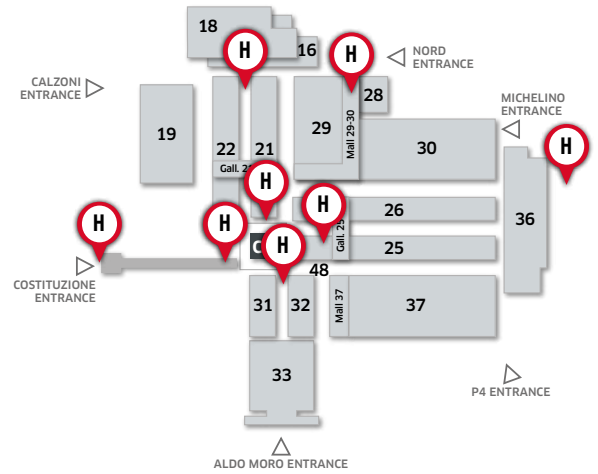 18
16
H
H
NORD
ENTRANCE
CALZONI
ENTRANCE
28
MICHELINO
ENTRANCE
19
22
21
29
Mall 29-30
30
H
Gall. 2
H
H
26
36
H
H
C
H
Gall. 25
25
48
COSTITUZIONE
ENTRANCE
31
32
Mall 37
37
33
P4 ENTRANCE
ALDO MORO ENTRANCE